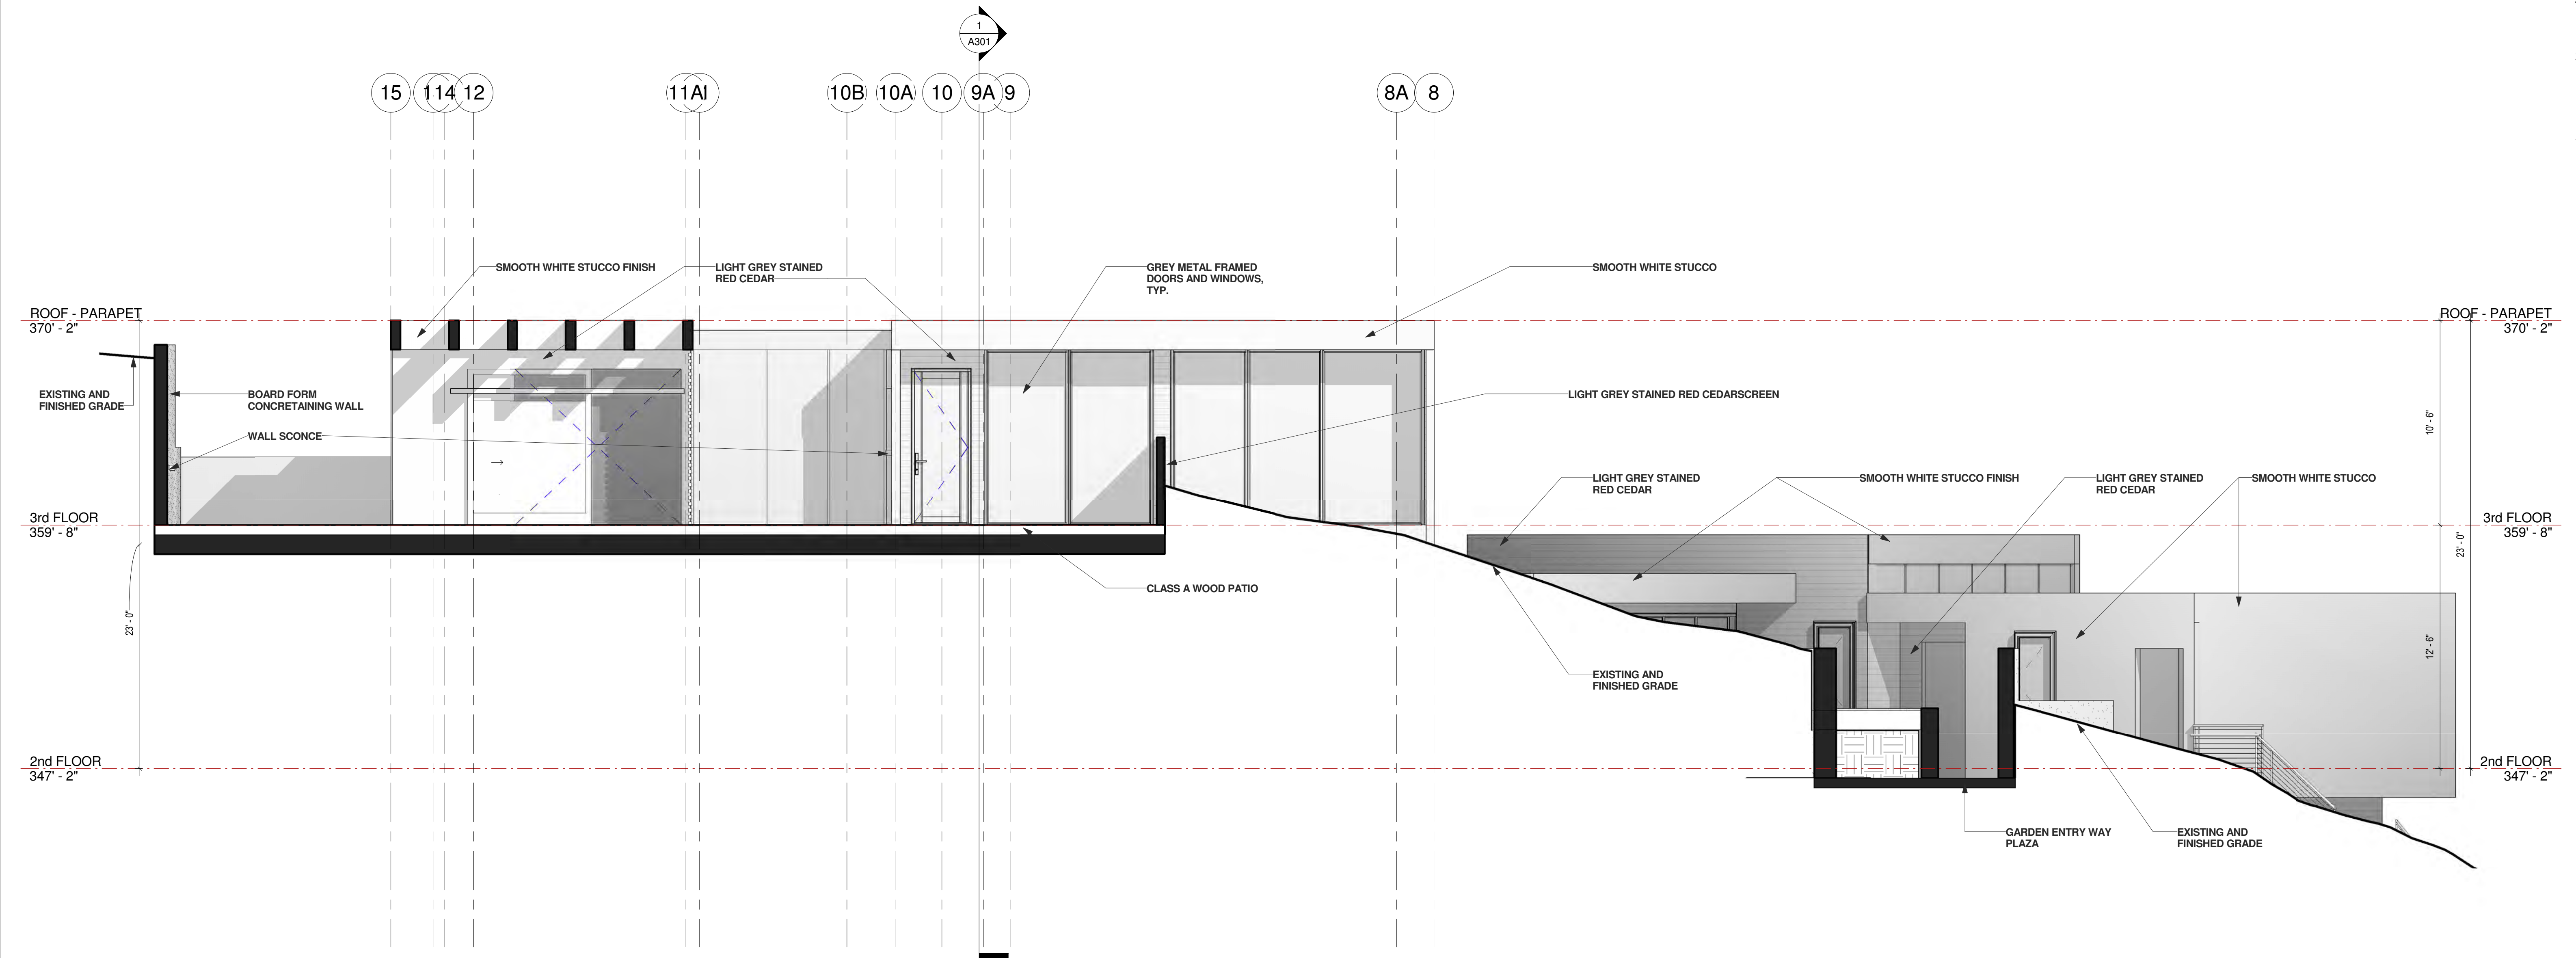 1
A301
15
114
12
11A1
10B
10A
10
9A
9
8A
8
SMOOTH WHITE STUCCO FINISH
LIGHT GREY STAINED
RED CEDAR
GREY METAL FRAMED
DOORS AND WINDOWS,
TYP.
SMOOTH WHITE STUCCO
ROOF - PARAPET
370' - 2"
ROOF - PARAPET
370' - 2"
EXISTING AND
FINISHED GRADE
BOARD FORM
CONCRETAINING WALL
LIGHT GREY STAINED RED CEDARSCREEN
WALL SCONCE
10' - 6"
LIGHT GREY STAINED
RED CEDAR
SMOOTH WHITE STUCCO FINISH
LIGHT GREY STAINED
RED CEDAR
SMOOTH WHITE STUCCO
3rd FLOOR
359' - 8"
3rd FLOOR
359' - 8"
23' - 0"
CLASS A WOOD PATIO
23' - 0"
12' - 6"
EXISTING AND
FINISHED GRADE
2nd FLOOR
347' - 2"
2nd FLOOR
347' - 2"
GARDEN ENTRY WAY
PLAZA
EXISTING AND
FINISHED GRADE